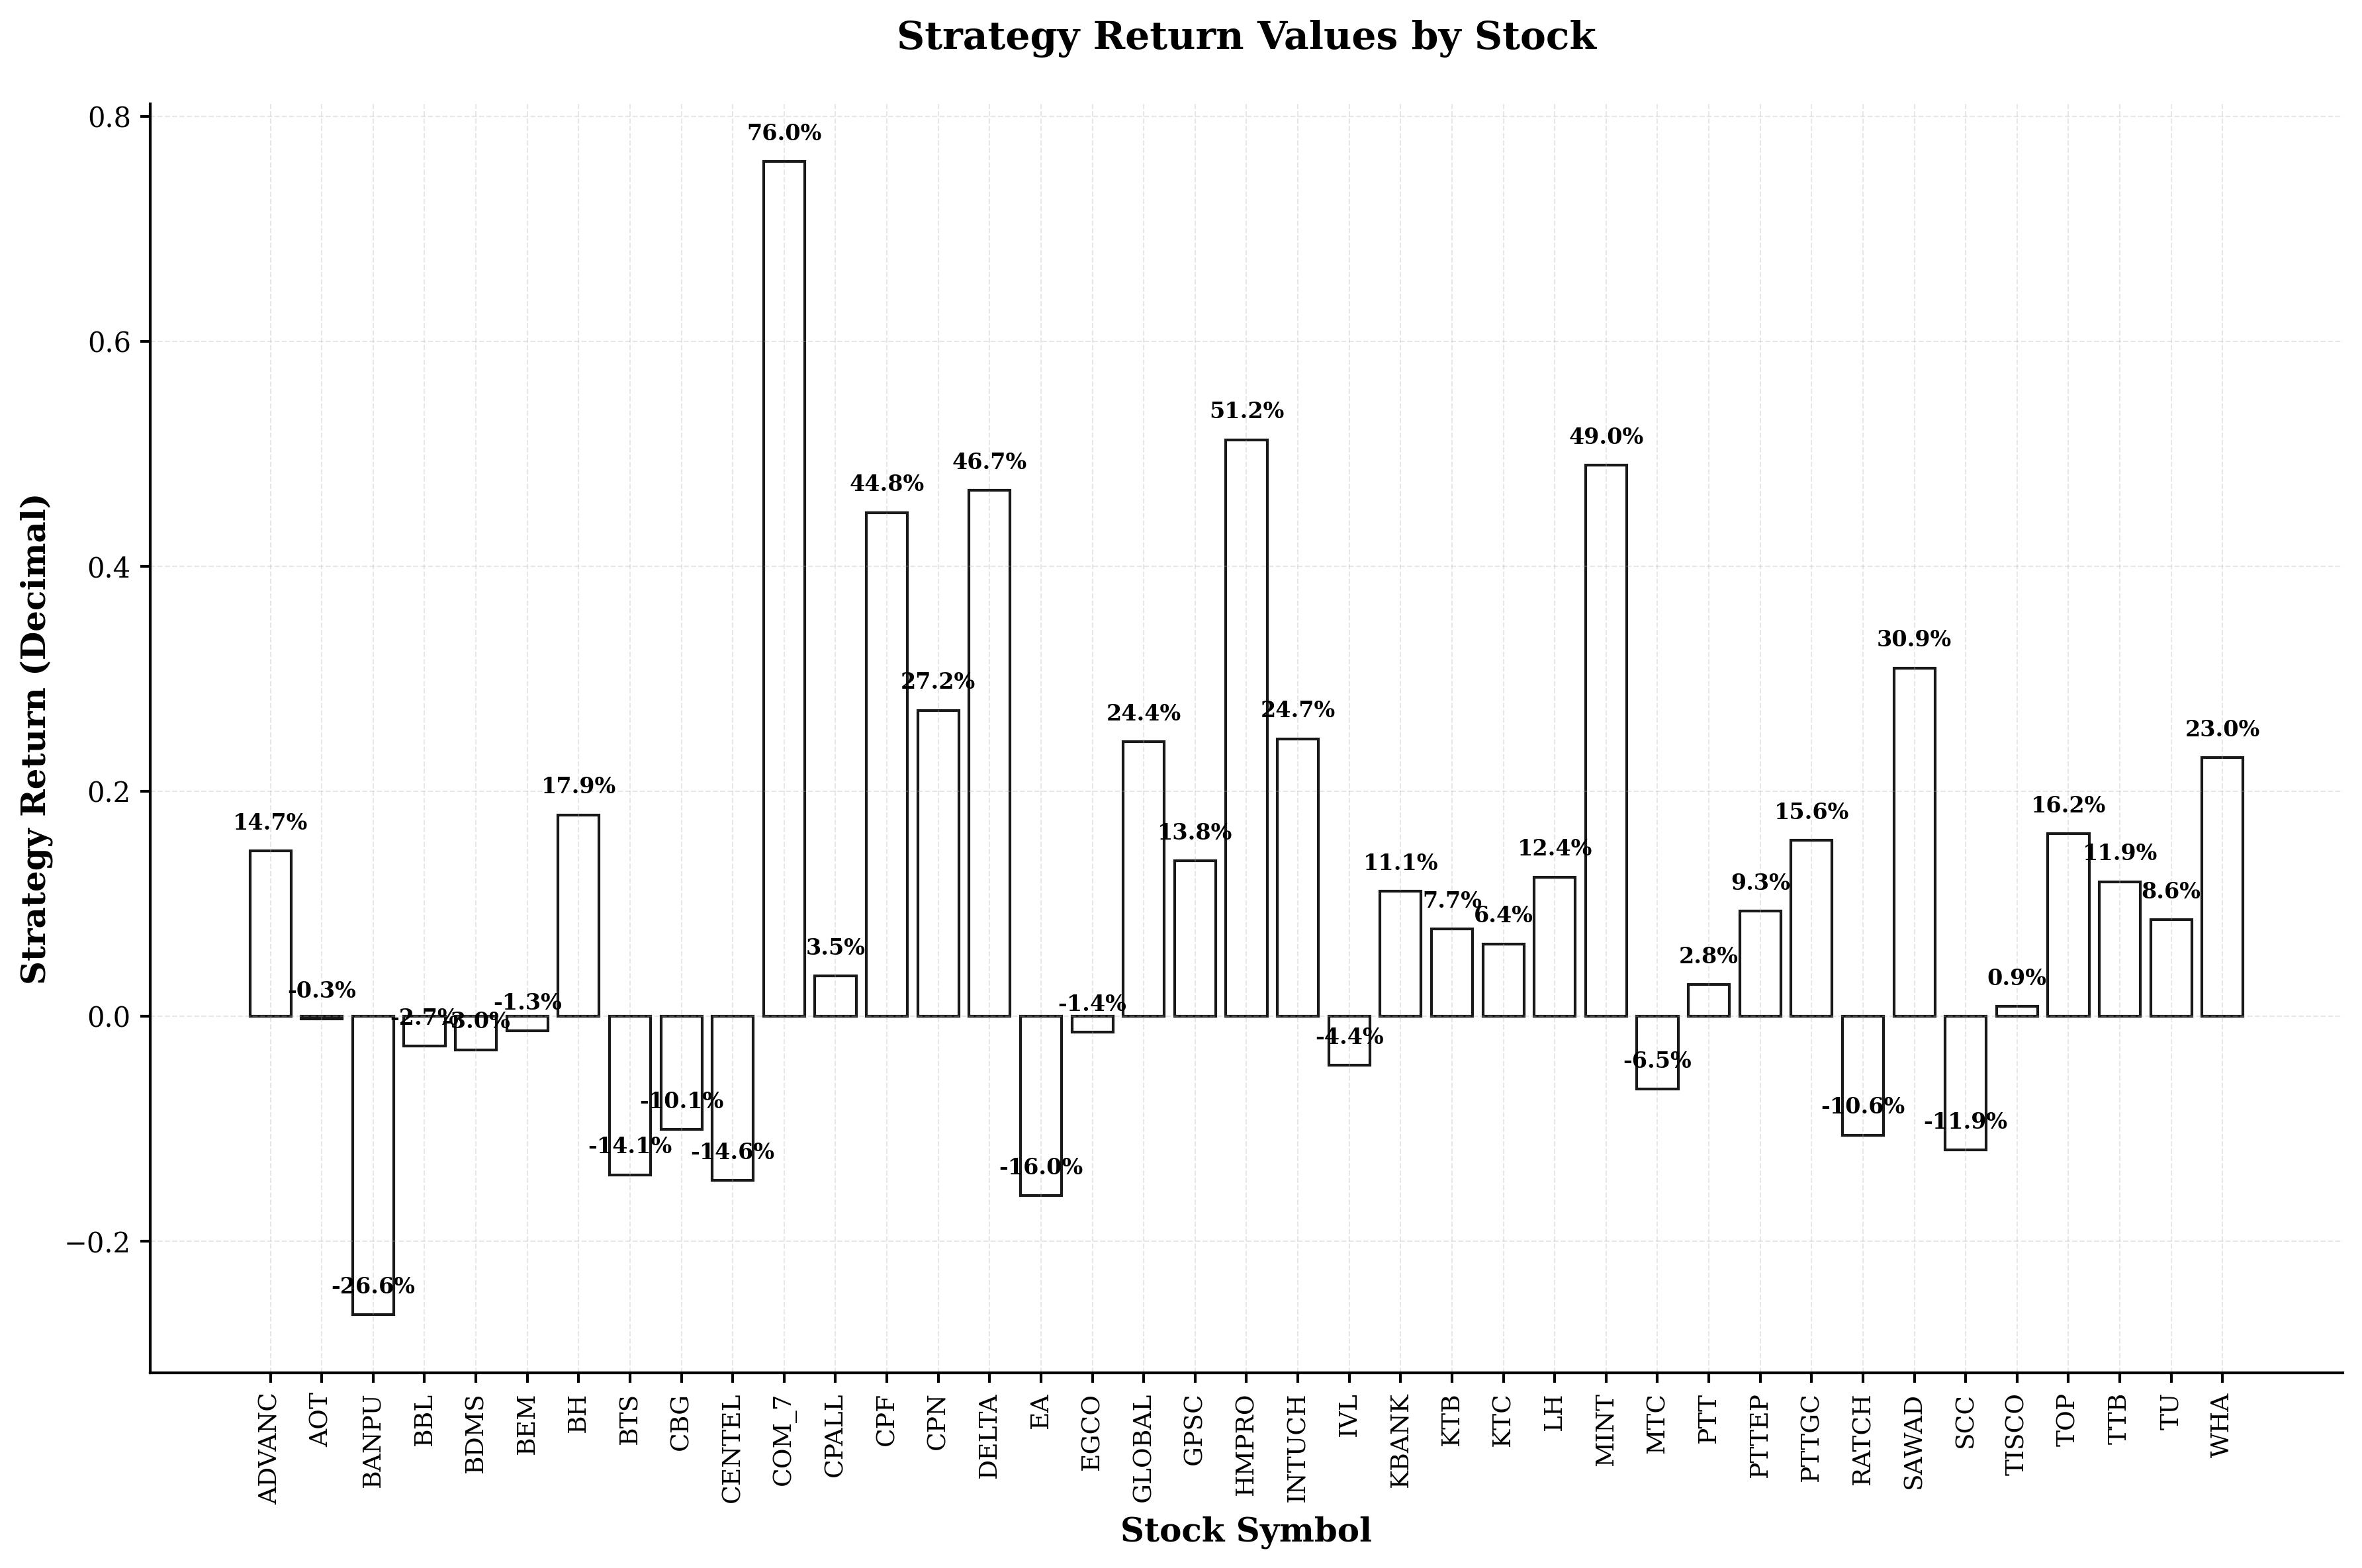 Strategy Return Values by Stock
Strategy Return (Decimal)
0.8
0.6
0.4
0.2
0.0
−0.2
14.7%
-0.3%
-26.6%
-2.7%
-3.0%
-1.3%
17.9%
-14.1%
-10.1%
-14.6%
76.0%
3.5%
44.8%
27.2%
46.7%
-16.0%
-1.4%
24.4%
13.8%
51.2%
24.7%
-4.4%
11.1%
7.7%
6.4%
12.4%
49.0%
-6.5%
2.8%
9.3%
15.6%
-10.6%
30.9%
-11.9%
0.9%
16.2%
11.9%
8.6%
23.0%
ADVANC
AOT
BANPU
BBL
BDMS
BEM
BH
BTS
CBG
CENTEL
COM_7
CPALL
CPF
CPN
DELTA
EA
EGCO
GLOBAL
GPSC
HMPRO
INTUCH
IVL
KBANK
KTB
KTC
LH
MINT
MTC
PTT
PTTEP
PTTGC
RATCH
SAWAD
SCC
TISCO
TOP
TTB
TU
WHA
Stock Symbol